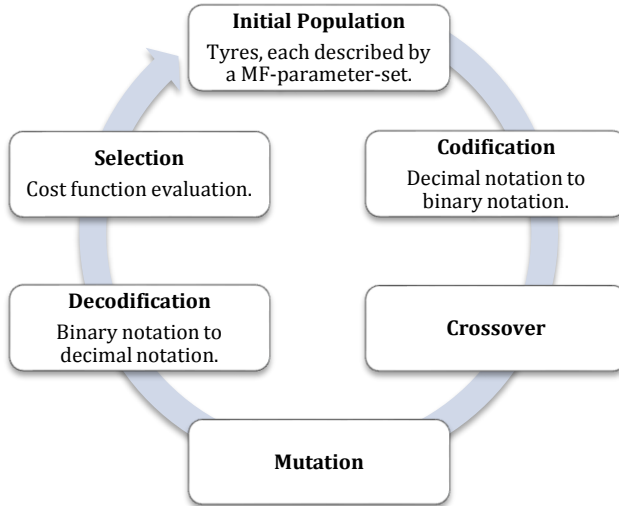 Initial Population
Tyres, each described by
a MF-parameter-set.
Codification
Decimal notation to
binary notation.
Crossover
Mutation
Decodification
Binary notation to
decimal notation.
Selection
Cost function evaluation.